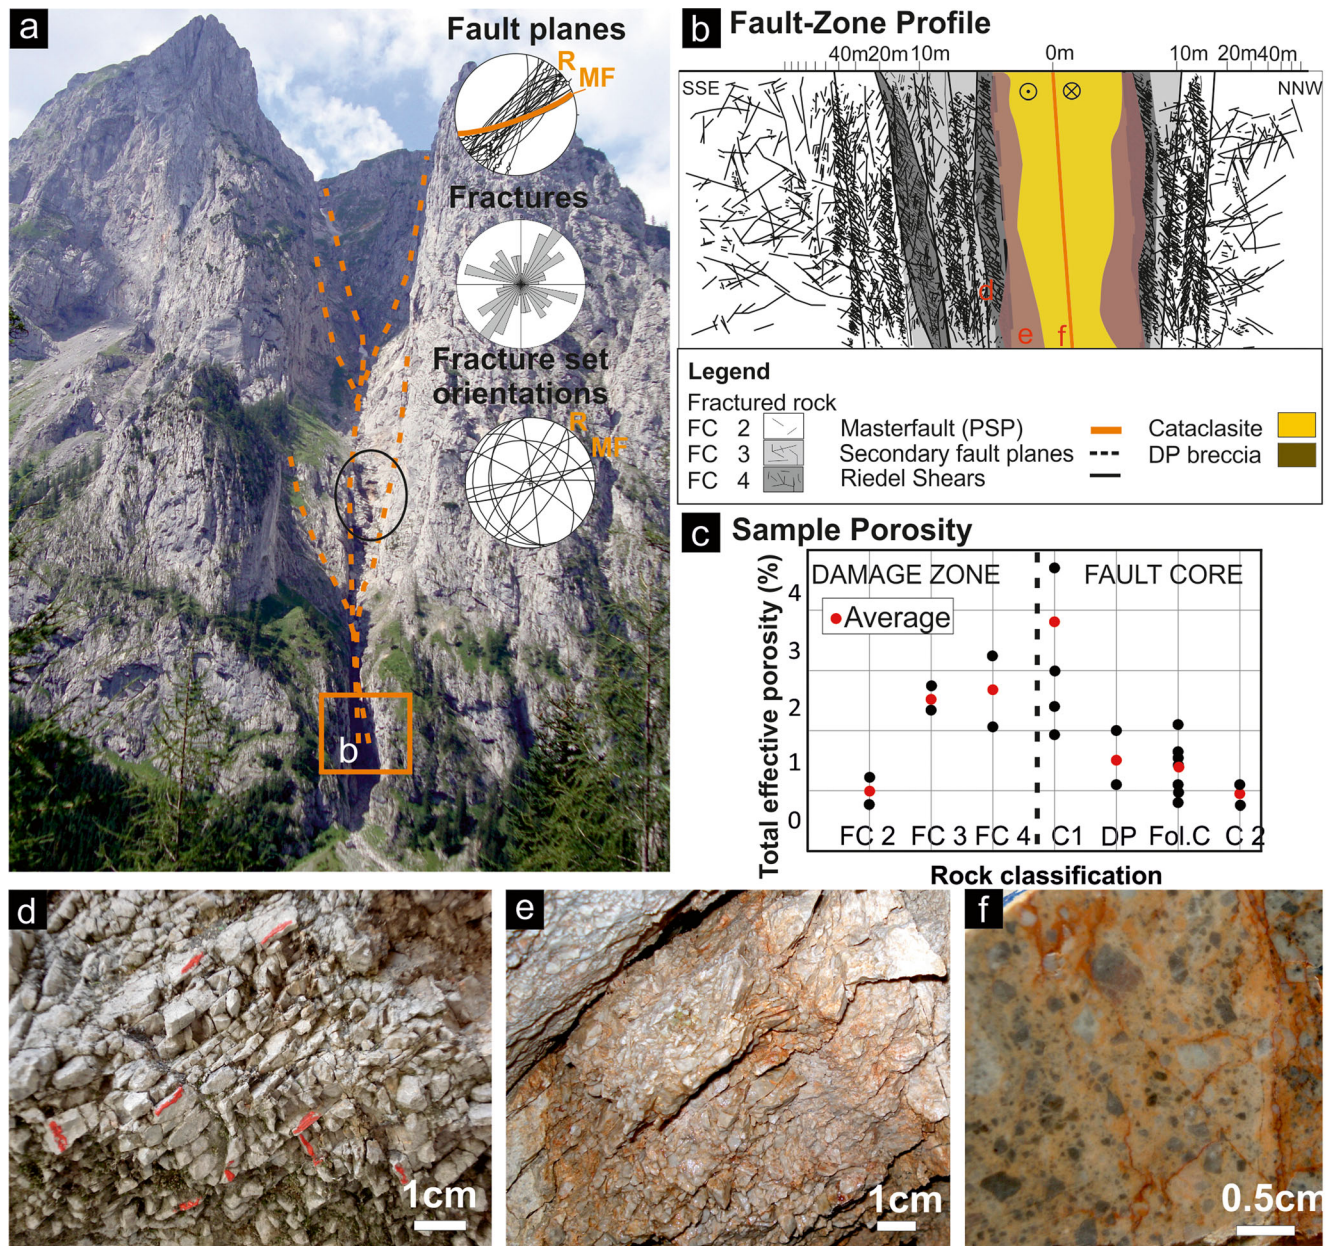 a
Fault planes
R
MF
Fractures
Fracture set
orientations
R
MF
b
b Fault-Zone Profile
40m 20m 10m 0m 10m 20m 40m
SSE NNW
d
e f
Legend
Fractured rock
FC 2 Masterfault (PSP) Cataclasite
FC 3 Secondary fault planes DP breccia
FC 4 Riedel Shears
c Sample Porosity
DAMAGE ZONE FAULT CORE
Average
Total effective porosity (%)
4
3
2
1
0
FC 2 FC 3 FC 4 C1 DP Fol.C C 2
Rock classification
d
1cm
e
1cm
f
0.5cm